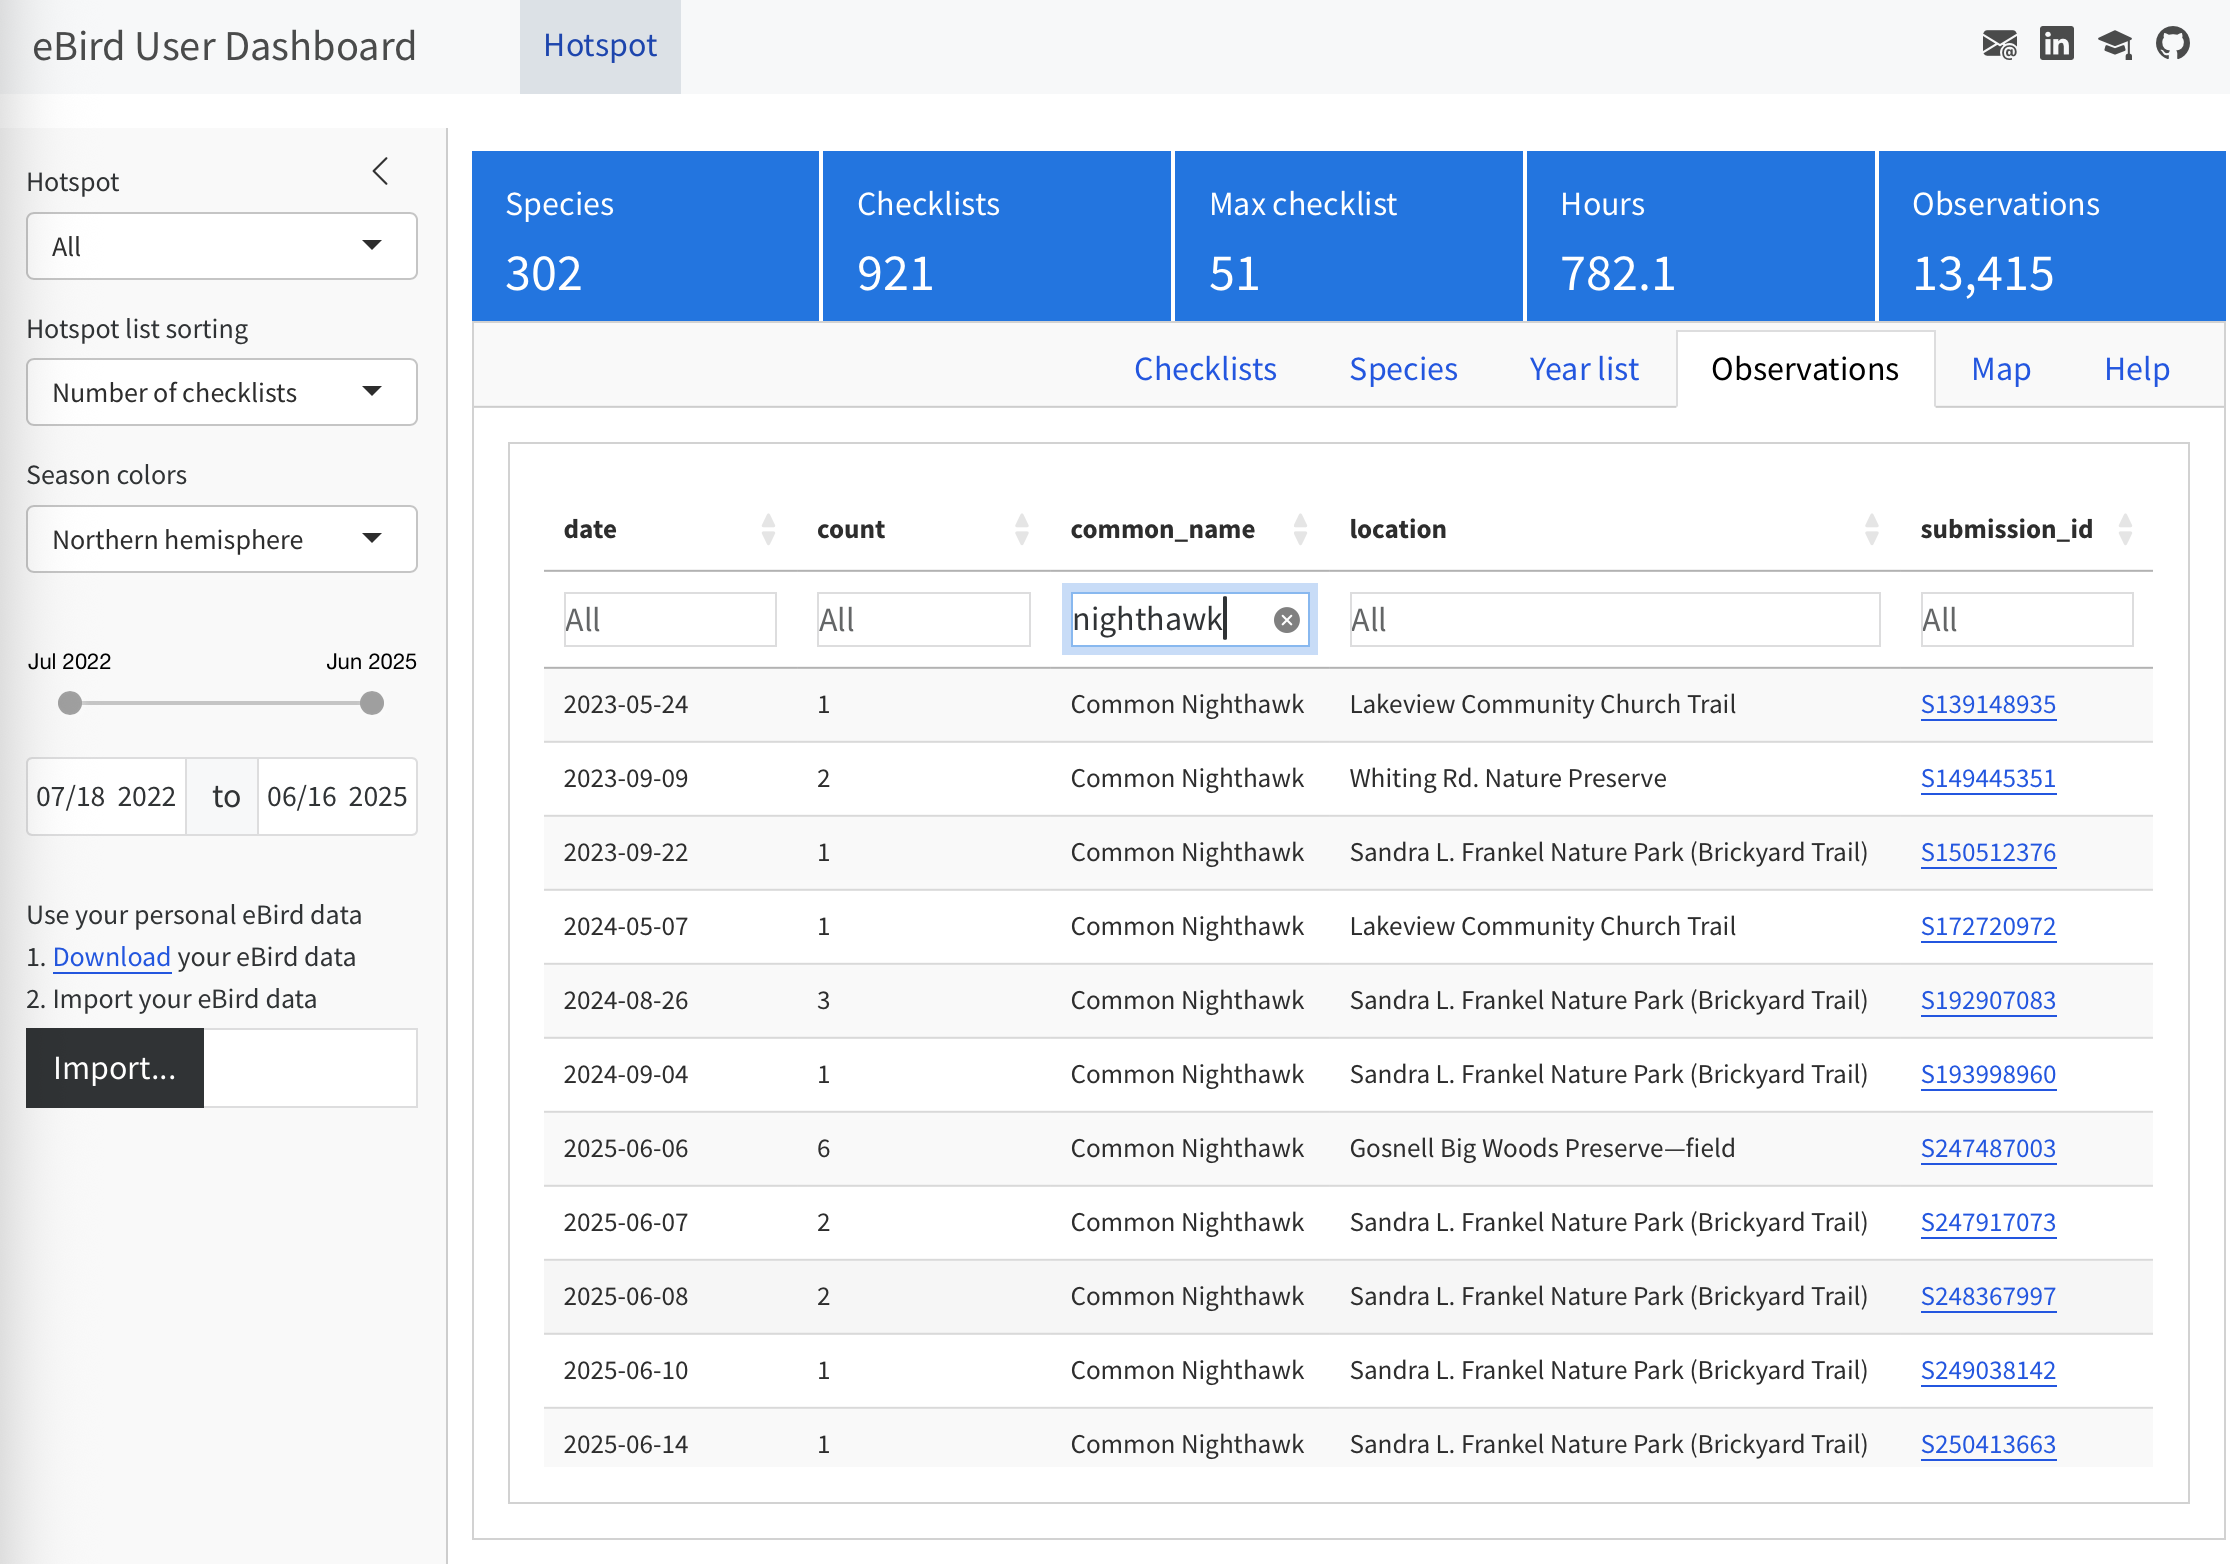 eBird User Dashboard Hotspot
Hotspot
All
Hotspot list sorting
Number of checklists
Season colors
Northern hemisphere
Jul 2022 Jun 2025
07/18 2022 to 06/16 2025
Use your personal eBird data
1. Download your eBird data
2. Import your eBird data
Import...
Species Checklists Max checklist Hours Observations
302 921 51 782.1 13,415
Checklists Species Year list Observations Map Help
date count common_name location submission_id
All All nighthawk All All
2023-05-24 1 Common Nighthawk Lakeview Community Church Trail S139148935
2023-09-09 2 Common Nighthawk Whiting Rd. Nature Preserve S149445351
2023-09-22 1 Common Nighthawk Sandra L. Frankel Nature Park (Brickyard Trail) S150512376
2024-05-07 1 Common Nighthawk Lakeview Community Church Trail S172720972
2024-08-26 3 Common Nighthawk Sandra L. Frankel Nature Park (Brickyard Trail) S192907083
2024-09-04 1 Common Nighthawk Sandra L. Frankel Nature Park (Brickyard Trail) S193998960
2025-06-06 6 Common Nighthawk Gosnell Big Woods Preserve—field S247487003
2025-06-07 2 Common Nighthawk Sandra L. Frankel Nature Park (Brickyard Trail) S247917073
2025-06-08 2 Common Nighthawk Sandra L. Frankel Nature Park (Brickyard Trail) S248367997
2025-06-10 1 Common Nighthawk Sandra L. Frankel Nature Park (Brickyard Trail) S249038142
2025-06-14 1 Common Nighthawk Sandra L. Frankel Nature Park (Brickyard Trail) S250413663